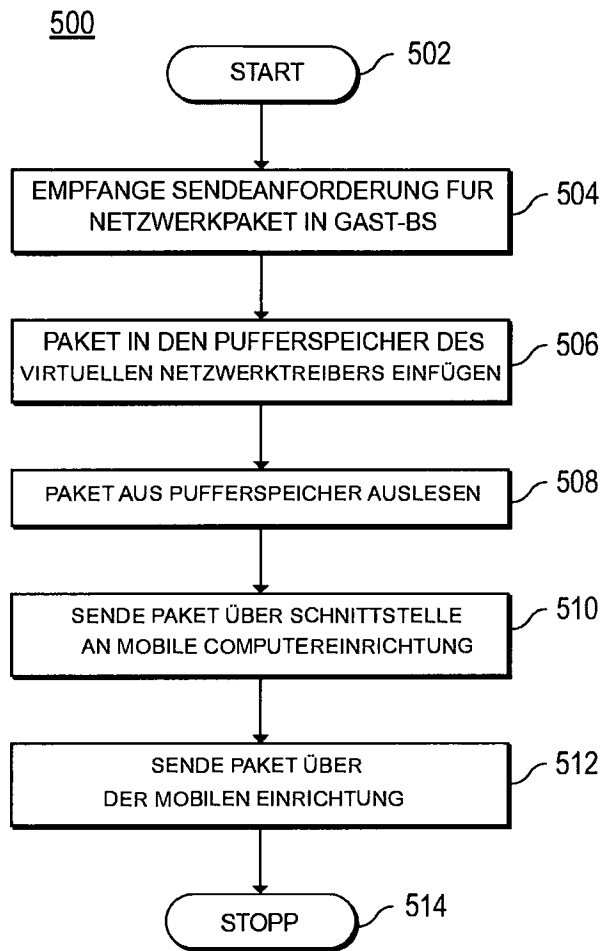 500
START
502
EMPFANGE SENDEANFORDERUNG FUR
NETZWERKPAKET IN GAST-BS
504
PAKET IN DEN PUFFERSPEICHER DES
VIRTUELLEN NETZWERKTREIBERS EINFÜGEN
506
PAKET AUS PUFFERSPEICHER AUSLESEN
508
SENDE PAKET ÜBER SCHNITTSTELLE
AN MOBILE COMPUTEREINRICHTUNG
510
SENDE PAKET ÜBER
DER MOBILEN EINRICHTUNG
512
STOPP
514